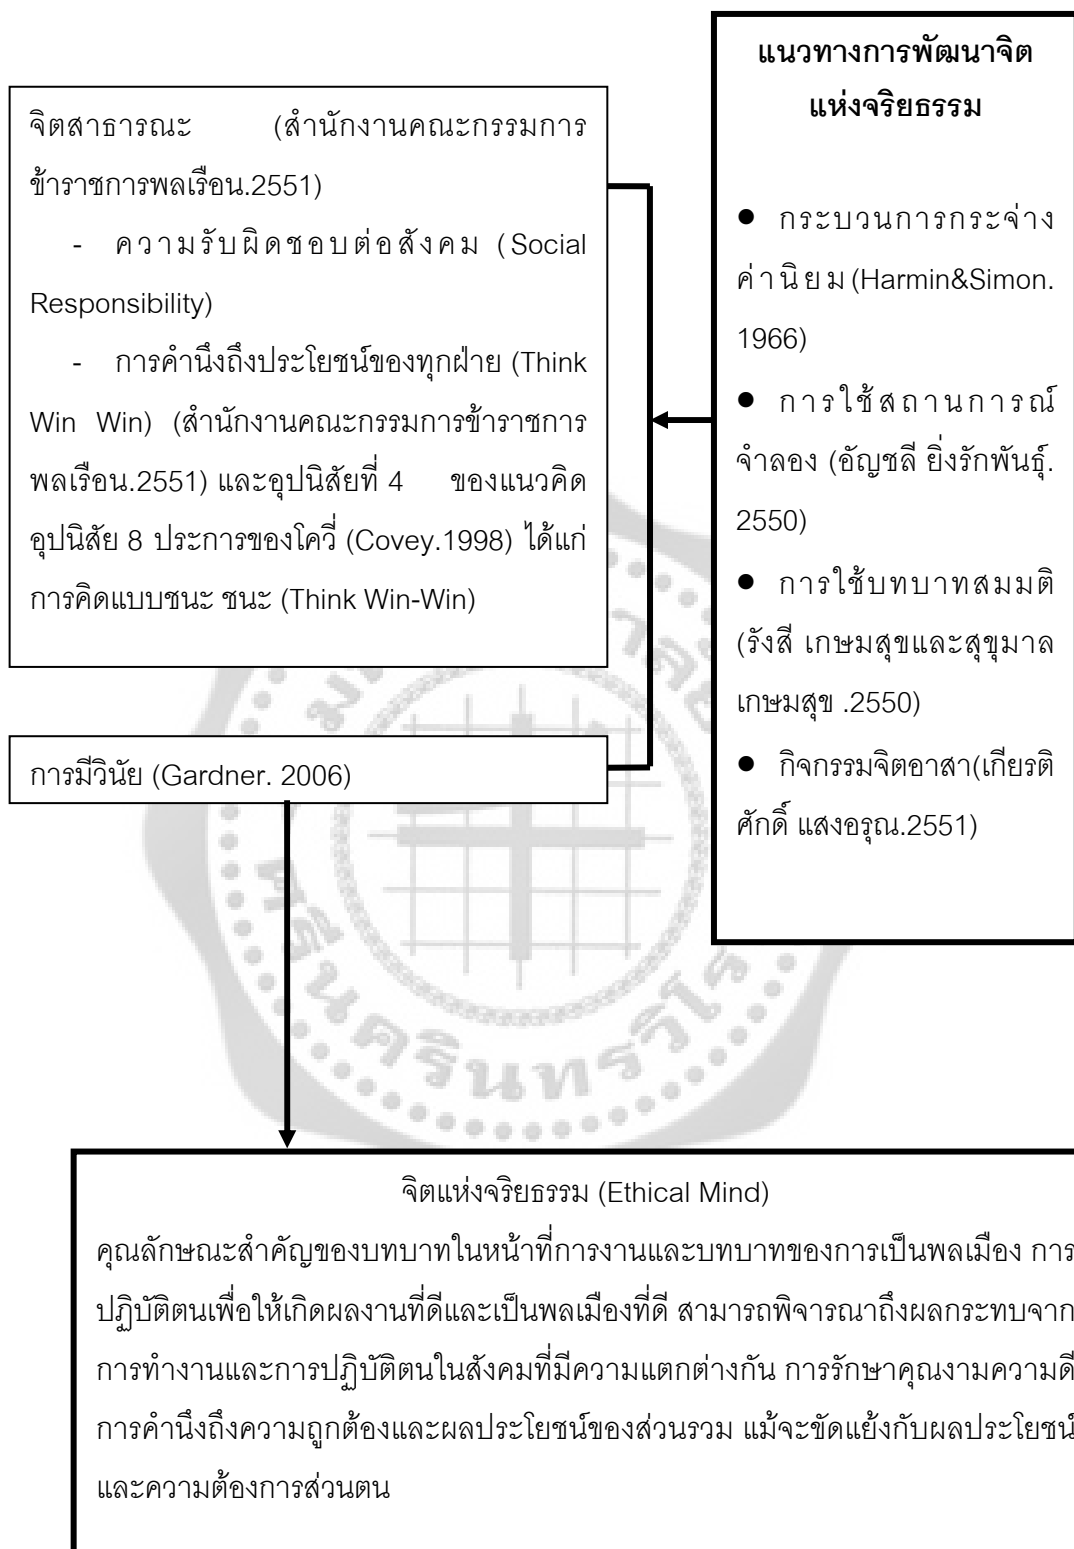 แนวทางการพัฒนาจิต
แห่งจริยธรรม
● กระบวนการกระจ่าง
ค่านิยม(Harmin&Simon.
1966)
● การใช้สถานการณ์
จำลอง (อัญชลี ยิ่งรักพันธุ์.
2550)
● การใช้บทบาทสมมติ
(รังสี เกษมสุขและสุขุมาล
เกษมสุข .2550)
● กิจกรรมจิตอาสา(เกียรติ
ศักดิ์ แสงอรุณ.2551)
จิตสาธารณะ (สำนักงานคณะกรรมการ
ข้าราชการพลเรือน.2551)
- ความรับผิดชอบต่อสังคม (Social
Responsibility)
- การคำนึงถึงประโยชน์ของทุกฝ่าย (Think
Win Win) (สำนักงานคณะกรรมการข้าราชการ
พลเรือน.2551) และอุปนิสัยที่ 4 ของแนวคิด
อุปนิสัย 8 ประการของโควี่ (Covey.1998) ได้แก่
การคิดแบบชนะ ชนะ (Think Win-Win)
การมีวินัย (Gardner. 2006)
ศรีนครินทรวิโร
จิตแห่งจริยธรรม (Ethical Mind)
คุณลักษณะสำคัญของบทบาทในหน้าที่การงานและบทบาทของการเป็นพลเมือง การ
ปฏิบัติตนเพื่อให้เกิดผลงานที่ดีและเป็นพลเมืองที่ดี สามารถพิจารณาถึงผลกระทบจาก
การทำงานและการปฏิบัติตนในสังคมที่มีความแตกต่างกัน การรักษาคุณงามความดี
การคำนึงถึงความถูกต้องและผลประโยชน์ของส่วนรวม แม้จะขัดแย้งกับผลประโยชน์
และความต้องการส่วนตน